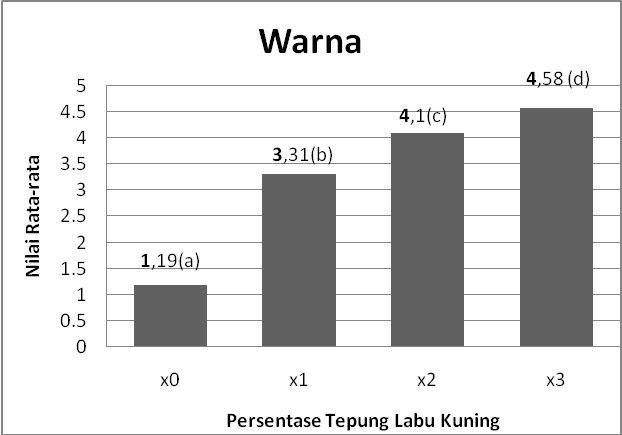 Warna
Nilai Rata-rata
5
4.5
4
3.5
3
2.5
2
1.5
1
0.5
0
1,19(a)
3,31(b)
4,1(c)
4,58 (d)
x0
x1
x2
x3
Persentase Tepung Labu Kuning